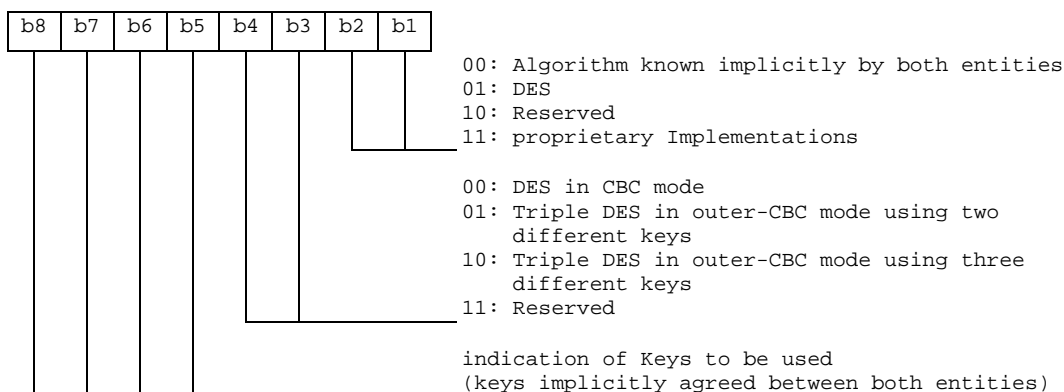 b8 b7 b6 b5 b4 b3 b2 b1
00: Algorithm known implicitly by both entities
01: DES
10: Reserved
11: proprietary Implementations
00: DES in CBC mode
01: Triple DES in outer-CBC mode using two
different keys
10: Triple DES in outer-CBC mode using three
different keys
11: Reserved
indication of Keys to be used
(keys implicitly agreed between both entities)